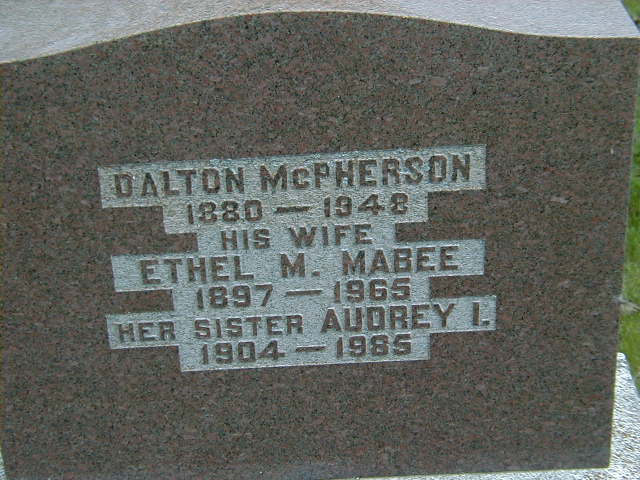 DALTON McPHERSON
1880 — 1948
HIS WIFE
ETHEL M. MABEE
1897 — 1965
HER SISTER AUDREY I.
1904 — 1985